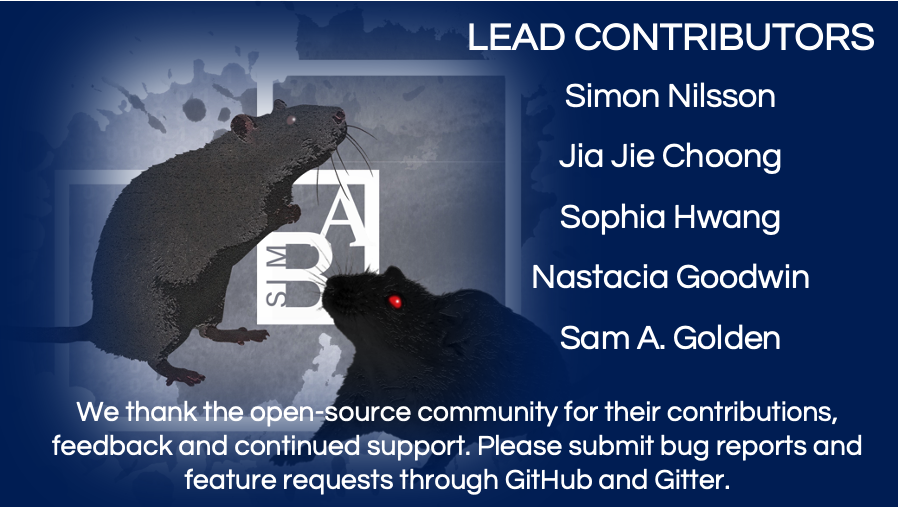 LEAD CONTRIBUTORS
Simon Nilsson
Jia Jie Choong
Sophia Hwang
Nastacia Goodwin
Sam A. Golden
SIM
B
A
We thank the open-source community for their contributions,
feedback and continued support. Please submit bug reports and
feature requests through GitHub and Gitter.